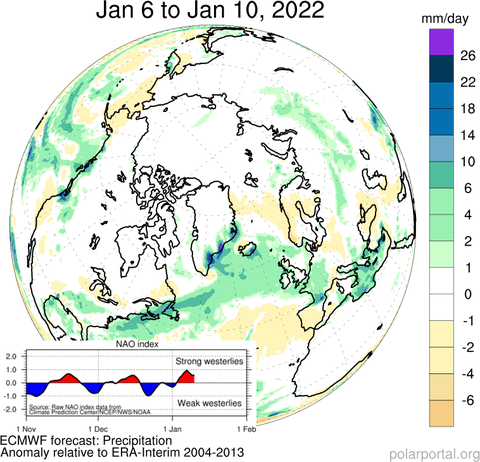 Jan 6 to Jan 10, 2022
mm/day
26
22
18
14
10
6
4
2
1
0
-1
-2
-4
-6
NAO index
2.0
1.0
0.0
-1.0
-2.0
Strong westerlies
Weak westerlies
Source: Raw NAO index data from
Climate Prediction Center/NCEP/NWS/NOAA
1 Nov
1 Dec
1 Jan
1 Feb
ECMWF forecast: Precipitation
Anomaly relative to ERA-Interim 2004-2013
polarportal.org